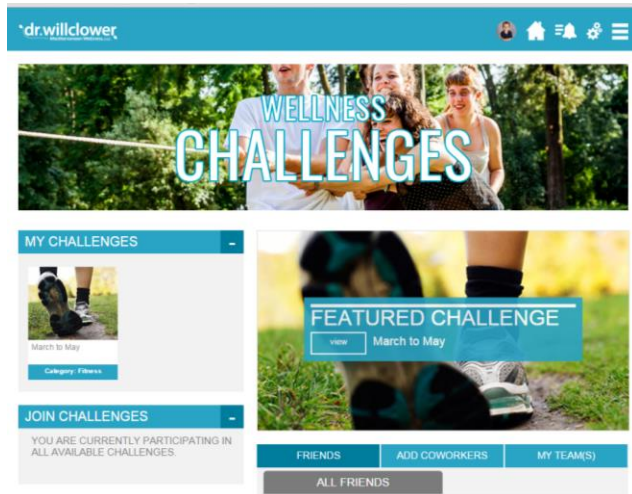 dr.willclower
WELLNESS
CHALLENGES
MY CHALLENGES -
March to May
Category: Fitness
JOIN CHALLENGES -
YOU ARE CURRENTLY PARTICIPATING IN
ALL AVAILABLE CHALLENGES.
FEATURED CHALLENGE
view March to May
FRIENDS ADD COWORKERS MY TEAM(S)
ALL FRIENDS